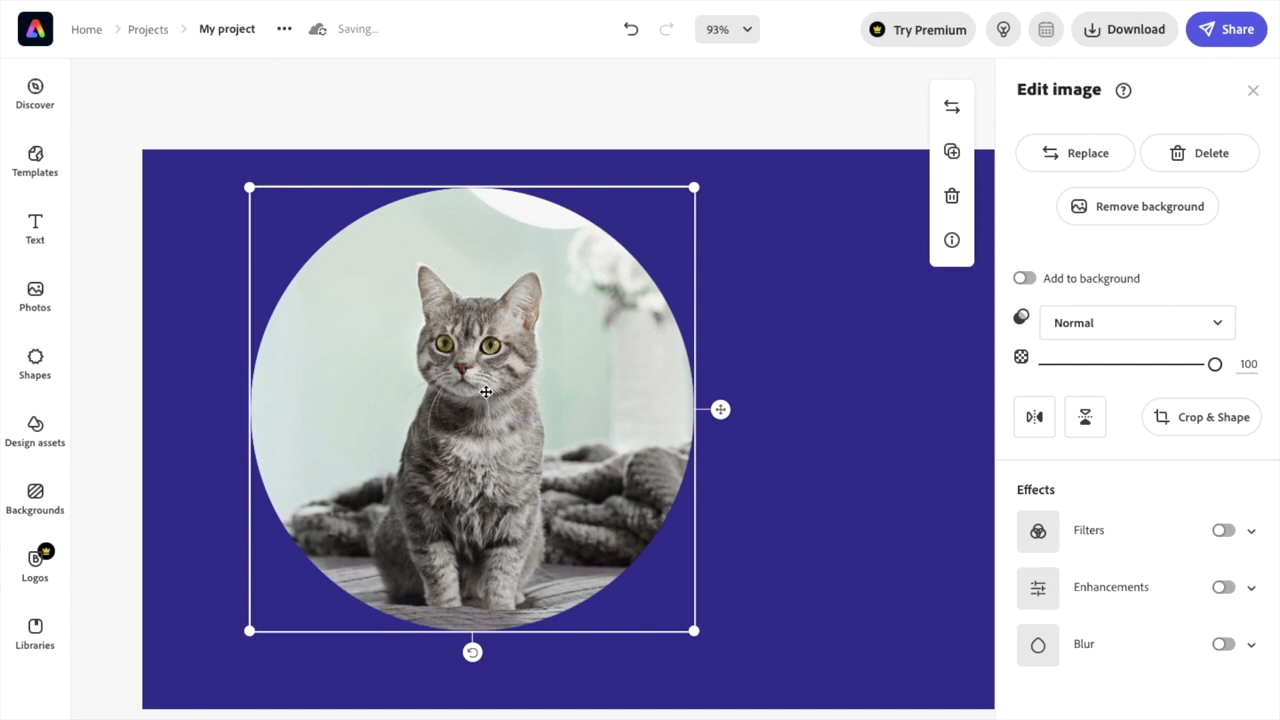 Home
Projects
My project
Saving...
93%
Try Premium
Download
Share
Discover
Templates
Text
Photos
Shapes
Design assets
Backgrounds
Logos
Libraries
Edit image
Replace
Delete
Remove background
Add to background
Normal
100
Crop & Shape
Effects
Filters
Enhancements
Blur